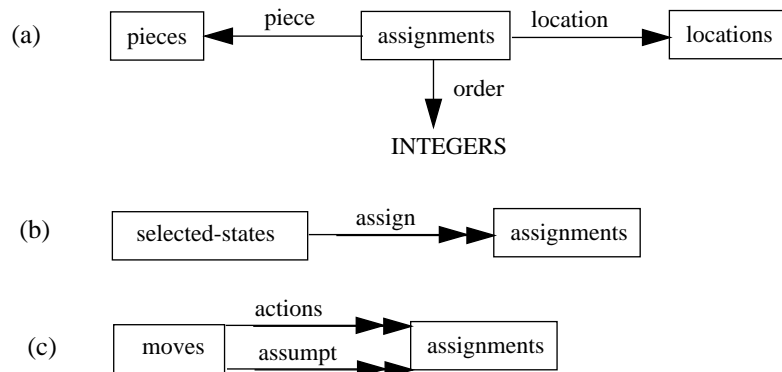 (a)
pieces
piece
assignments
location
locations
order
INTEGERS
(b)
selected-states
assign
assignments
(c)
moves
actions
assumpt
assignments